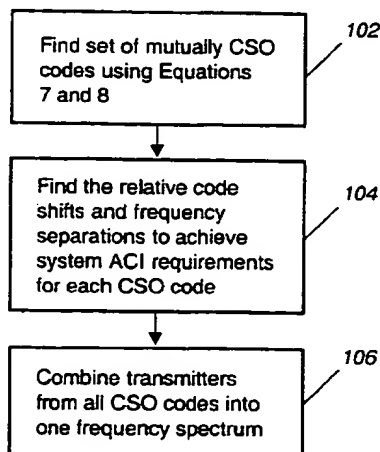 Find set of mutually CSO
codes using Equations
7 and 8
102
Find the relative code
shifts and frequency
separations to achieve
system ACI requirements
for each CSO code
104
Combine transmitters
from all CSO codes into
one frequency spectrum
106